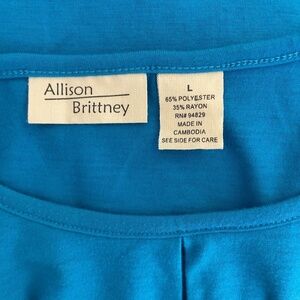 Allison
Brittney
L
65% POLYESTER
35% RAYON
RN# 94829
MADE IN
CAMBODIA
SEE SIDE FOR CARE